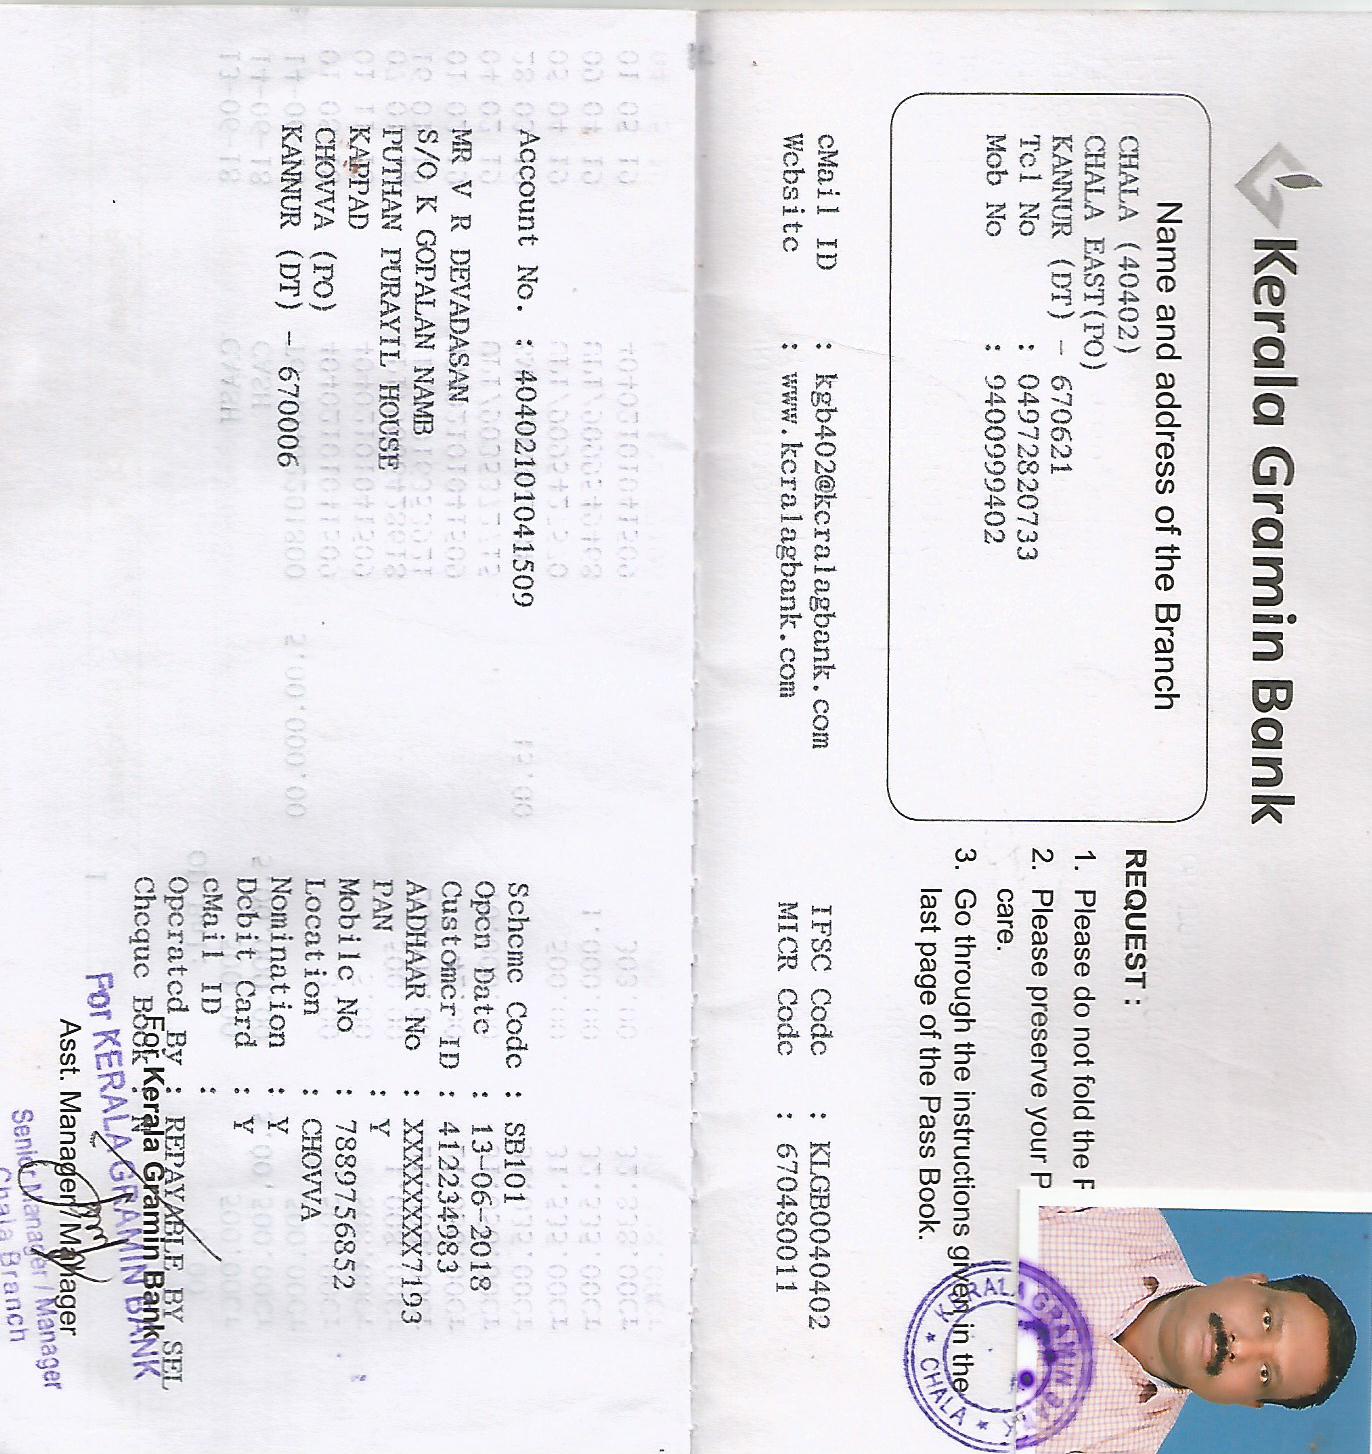 Kerala Gramin Bank
Name and address of the Branch
CHALA (40402)
CHALA EAST(PO)
KANNUR (DT) - 670621
Tel No : 04972820733
Mob No : 9400999402
REQUEST :
1. Please do not fold the
2. Please preserve your
care.
3. Go through the instructions given in the
last page of the Pass Book.
eMail ID : kgb402@keralagbank.com IFSC Code : KLGB0040402
Website : www.keralagbank.com MICR Code : 670480011
KERALA GRAMIN BANK
★ CHALA ★
Account No. : 40402101041509
MR V R DEVADASAN
S/O K GOPALAN NAMB
PUTHAN PURAYIL HOUSE
KAPPAD
CHOVVA (PO)
KANNUR (DT) - 670006
Scheme Code : SB101
Open Date : 13-06-2018
Customer ID : 412234983
AADHAAR No : XXXXXXXX7193
PAN : Y
Mobile No : 7889756852
Location : CHOVVA
Nomination : Y
Debit Card : Y
eMail ID :
Operated By : REPAYABLE BY SEL
Cheque Book : N
For Kerala Gramin Bank
For KERALA GRAMIN BANK
Asst. Manager/ Manager
Senior Manager / Manager
Chala Branch